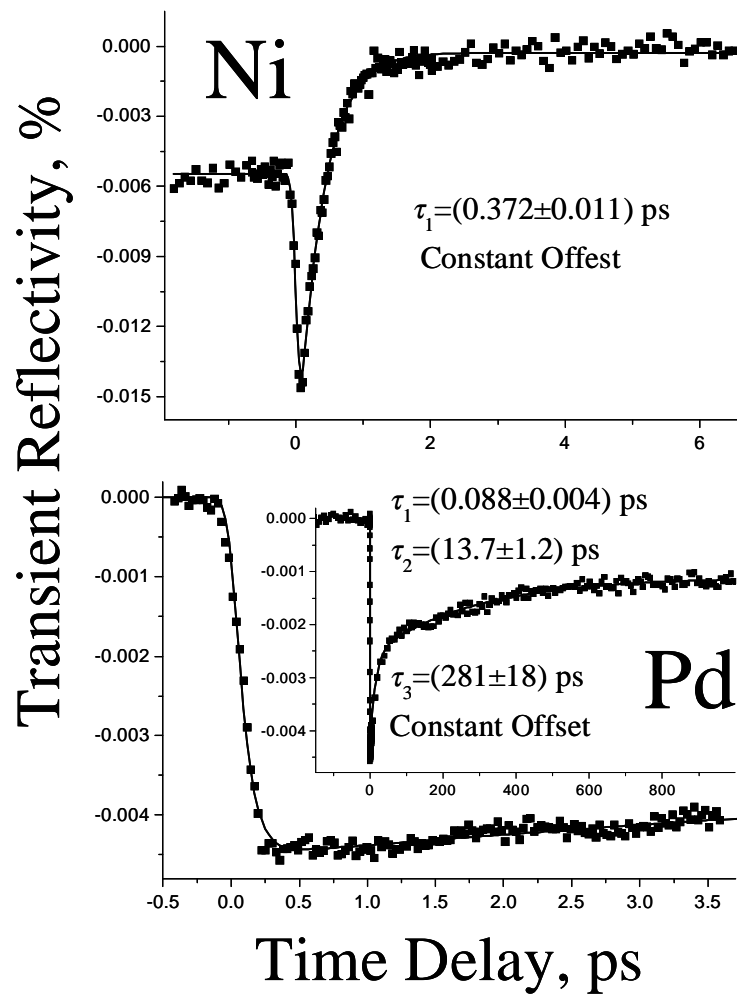 Transient Reflectivity, %
Ni
0.000
-0.003
-0.006
-0.009
-0.012
-0.015
τ1=(0.372±0.011) ps
Constant Offest
0 2 4 6
0.000
-0.001
-0.002
-0.003
-0.004
τ1=(0.088±0.004) ps
τ2=(13.7±1.2) ps
τ3=(281±18) ps
Constant Offset
Pd
0.000
-0.001
-0.002
-0.003
-0.004
0 200 400 600 800
-0.5 0.0 0.5 1.0 1.5 2.0 2.5 3.0 3.5
Time Delay, ps